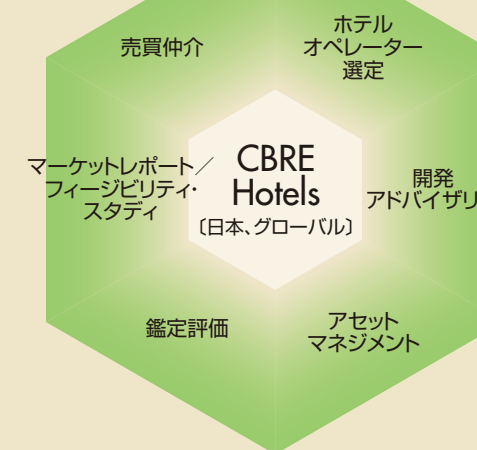 売買仲介
ホテル
オペレーター
選定
マーケットレポート／
フィージビリティ・
スタディ
CBRE
Hotels
〔日本、グローバル〕
開発
アドバイザリ
鑑定評価
アセット
マネジメント